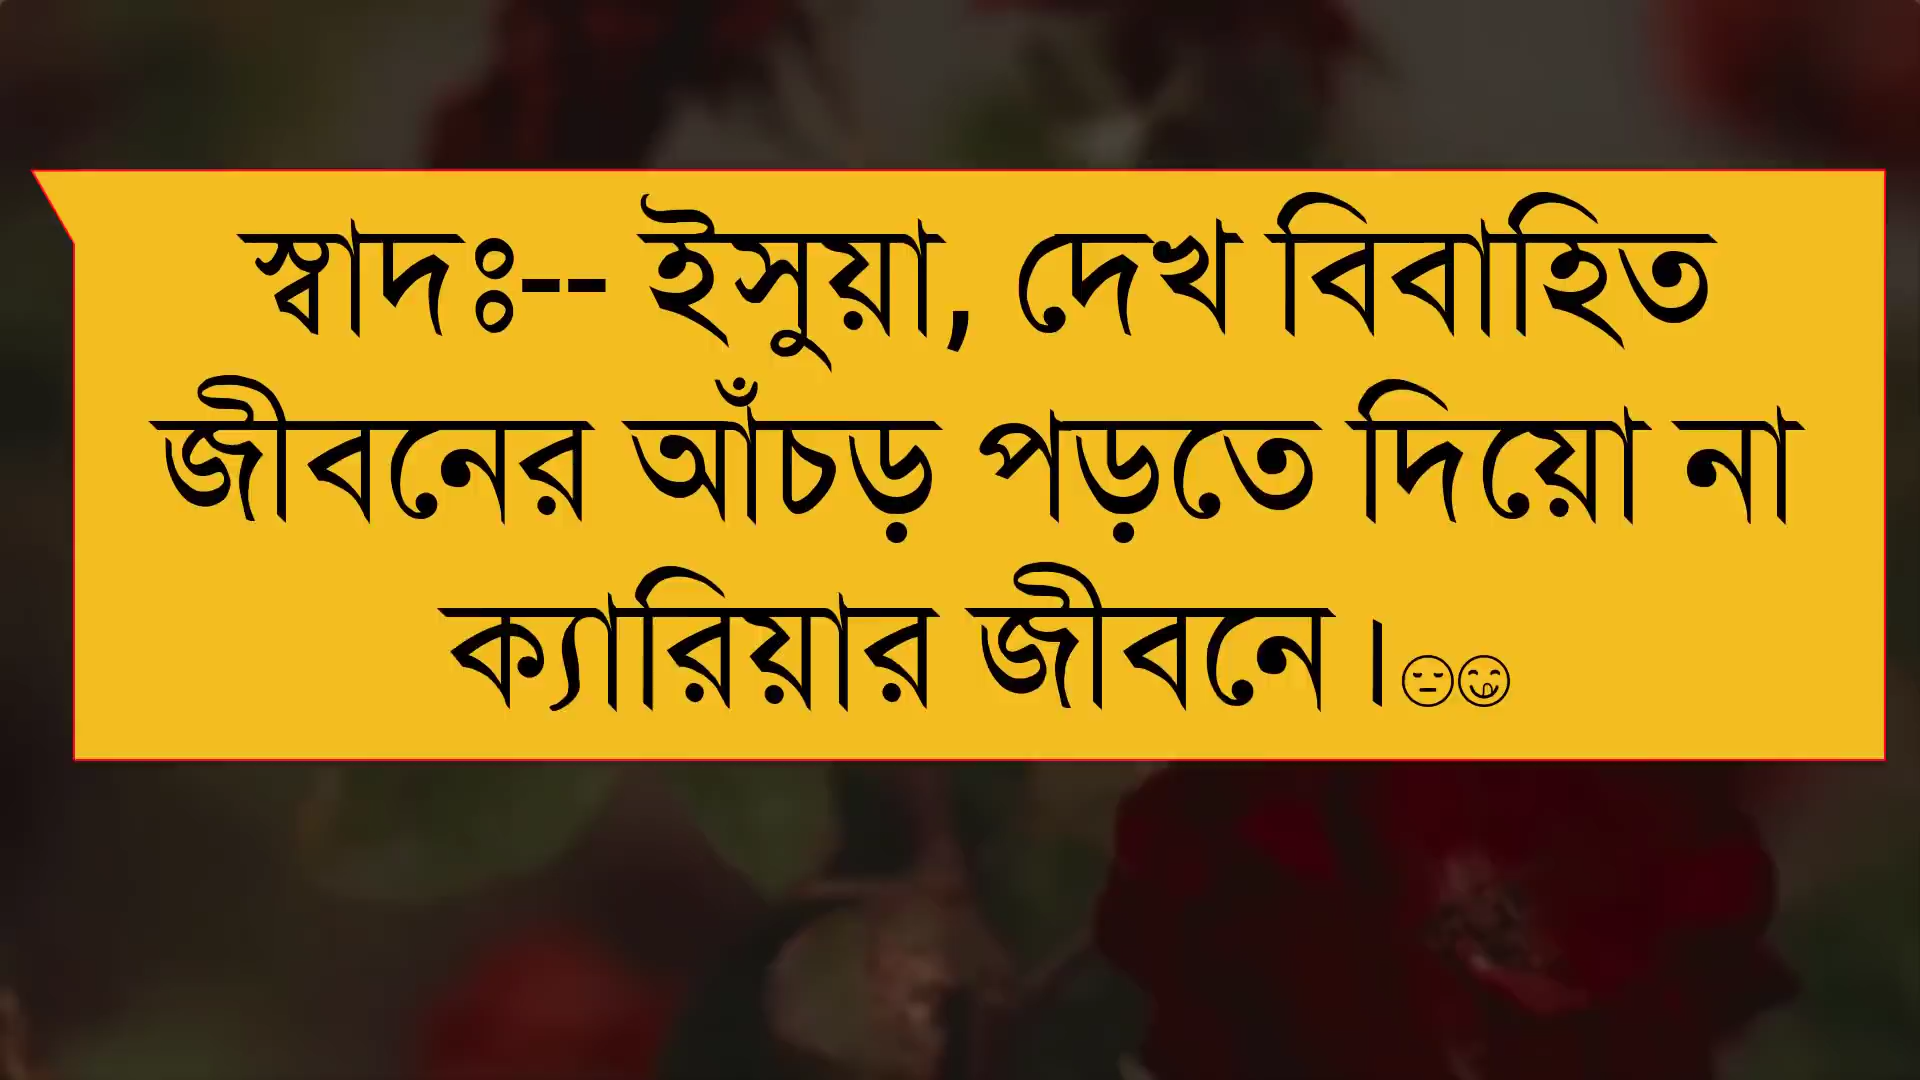 স্বাদঃ-- ইসুয়া, দেখ বিবাহিত
জীবনের আঁচড় পড়তে দিয়ো না
ক্যারিয়ার জীবনে।😔😋